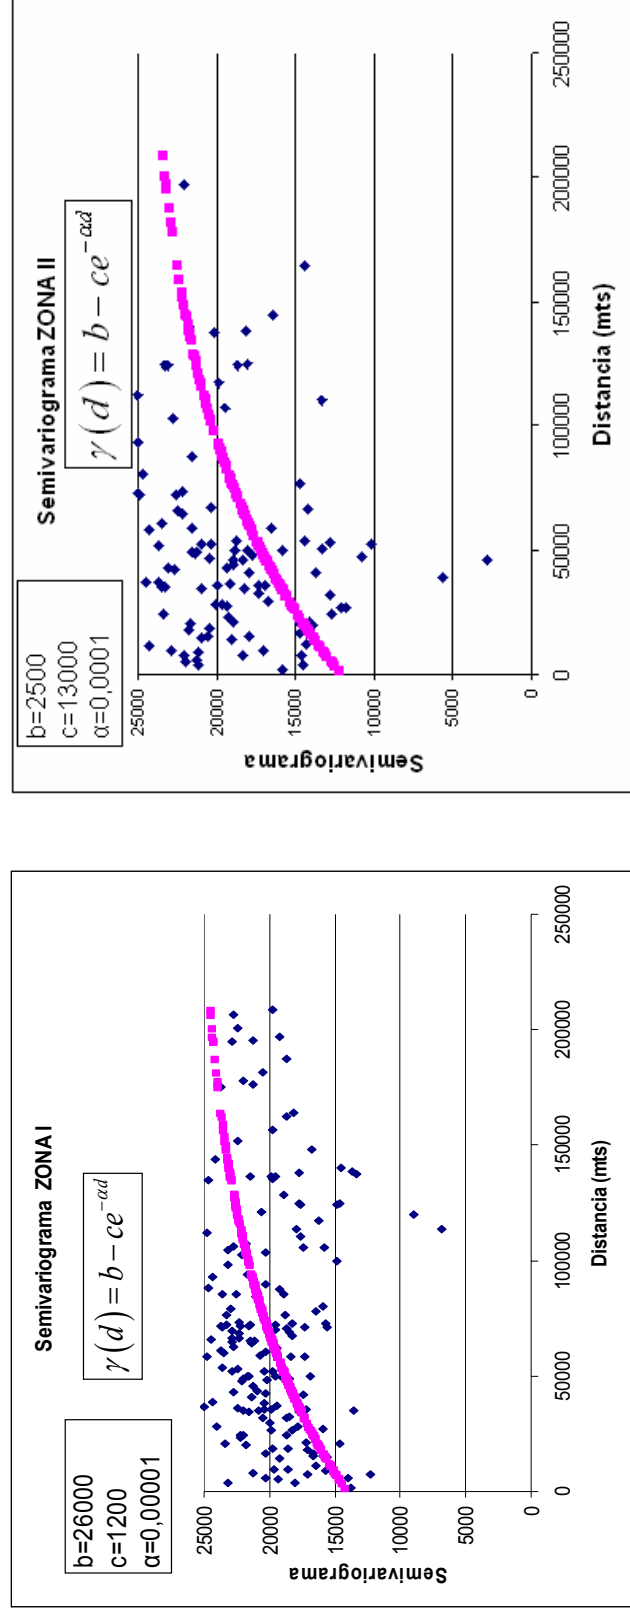 Semivariograma ZONA I
b=26000
c=1200
α=0,00001
γ(d) = b − ce^{-αd}
25000
20000
15000
10000
5000
0
Semivariograma
0
50000
100000
150000
200000
250000
Distancia (mts)
Semivariograma ZONA II
b=2500
c=13000
α=0,0001
γ(d) = b − ce^{-αd}
25000
20000
15000
10000
5000
0
Semivariograma
0
50000
100000
150000
200000
250000
Distancia (mts)